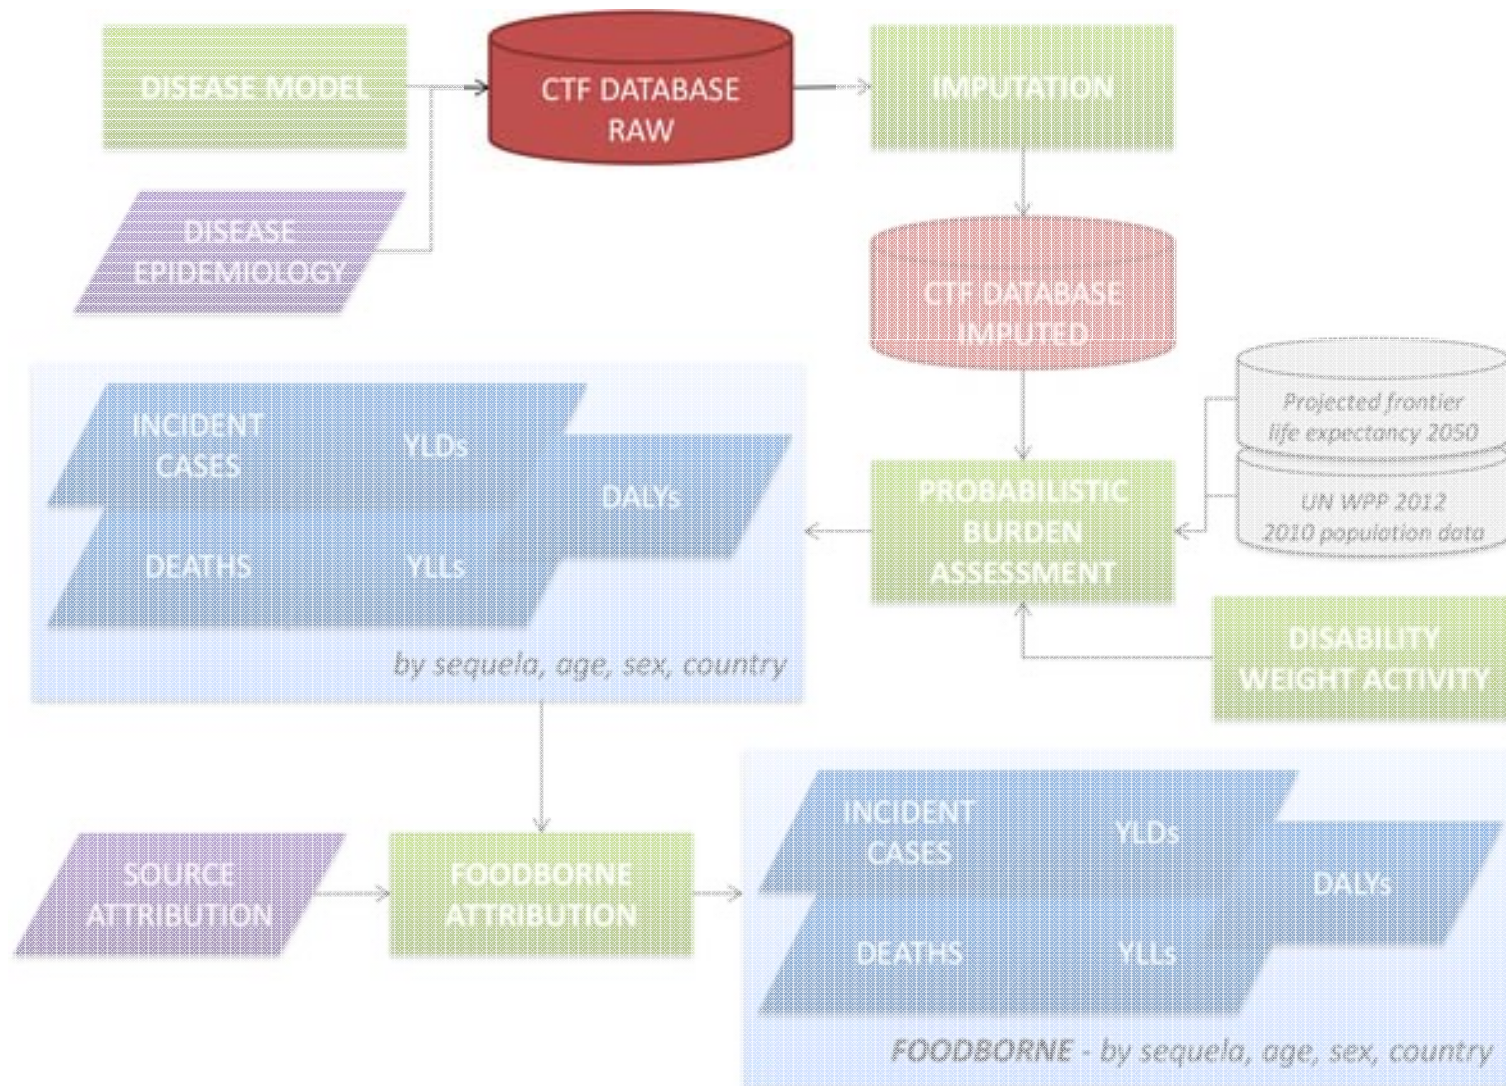 DISEASE MODEL
CTF DATABASE
RAW
IMPUTATION
DISEASE
EPIDEMIOLOGY
CTF DATABASE
IMPUTED
Projected frontier
life expectancy 2050
UN WPP 2012
2010 population data
INCIDENT
CASES
YLDs
DALYs
DEATHS
YLLs
by sequela, age, sex, country
PROBABILISTIC
BURDEN
ASSESSMENT
DISABILITY
WEIGHT ACTIVITY
SOURCE
ATTRIBUTION
FOODBORNE
ATTRIBUTION
INCIDENT
CASES
YLDs
DALYs
DEATHS
YLLs
FOODBORNE - by sequela, age, sex, country